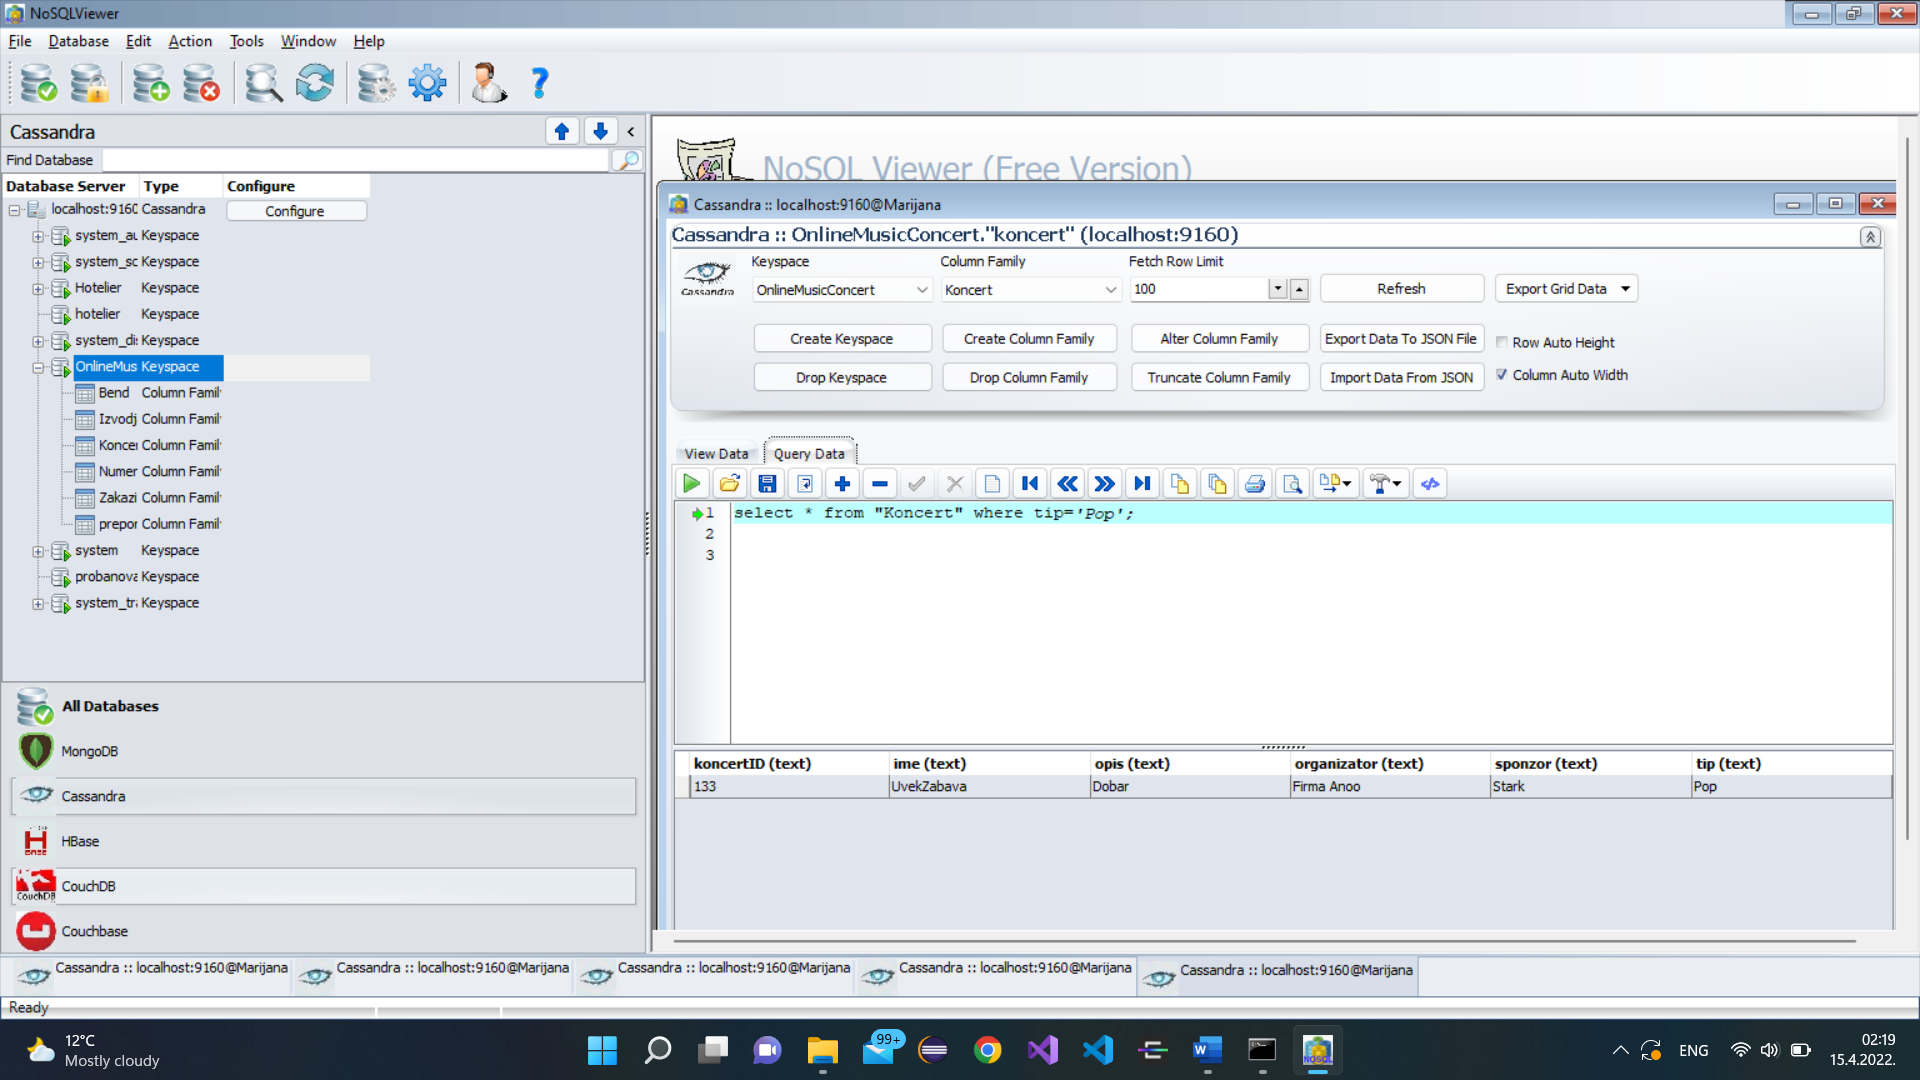 NoSQLViewer
File Database Edit Action Tools Window Help
Cassandra
Find Database
Database Server Type Configure
localhost:9160 Cassandra Configure
system_au Keyspace
system_sc Keyspace
Hotelier Keyspace
hotelier Keyspace
system_di Keyspace
OnlineMus Keyspace
Bend Column Famil
Izvodj Column Famil
Koncer Column Famil
Numer Column Famil
Zakazi Column Famil
prepor Column Famil
system Keyspace
probanova Keyspace
system_tr Keyspace
All Databases
MongoDB
Cassandra
HBase
CouchDB
Couchbase
NoSQL Viewer (Free Version)
Cassandra :: localhost:9160@Marijana
Cassandra :: OnlineMusicConcert."koncert" (localhost:9160)
Cassandra
Keyspace Column Family Fetch Row Limit
OnlineMusicConcert Koncert 100 Refresh Export Grid Data
Create Keyspace Create Column Family Alter Column Family Export Data To JSON File Row Auto Height
Drop Keyspace Drop Column Family Truncate Column Family Import Data From JSON Column Auto Width
View Data Query Data
1 select * from "Koncert" where tip='Pop';
2
3
koncertID (text) ime (text) opis (text) organizator (text) sponzor (text) tip (text)
133 UvekZabava Dobar Firma Anoo Stark Pop
Cassandra :: localhost:9160@Marijana Cassandra :: localhost:9160@Marijana Cassandra :: localhost:9160@Marijana Cassandra :: localhost:9160@Marijana Cassandra :: localhost:9160@Marijana
Ready
12°C
Mostly cloudy
99+
NOSQL
ENG
02:19
15.4.2022.